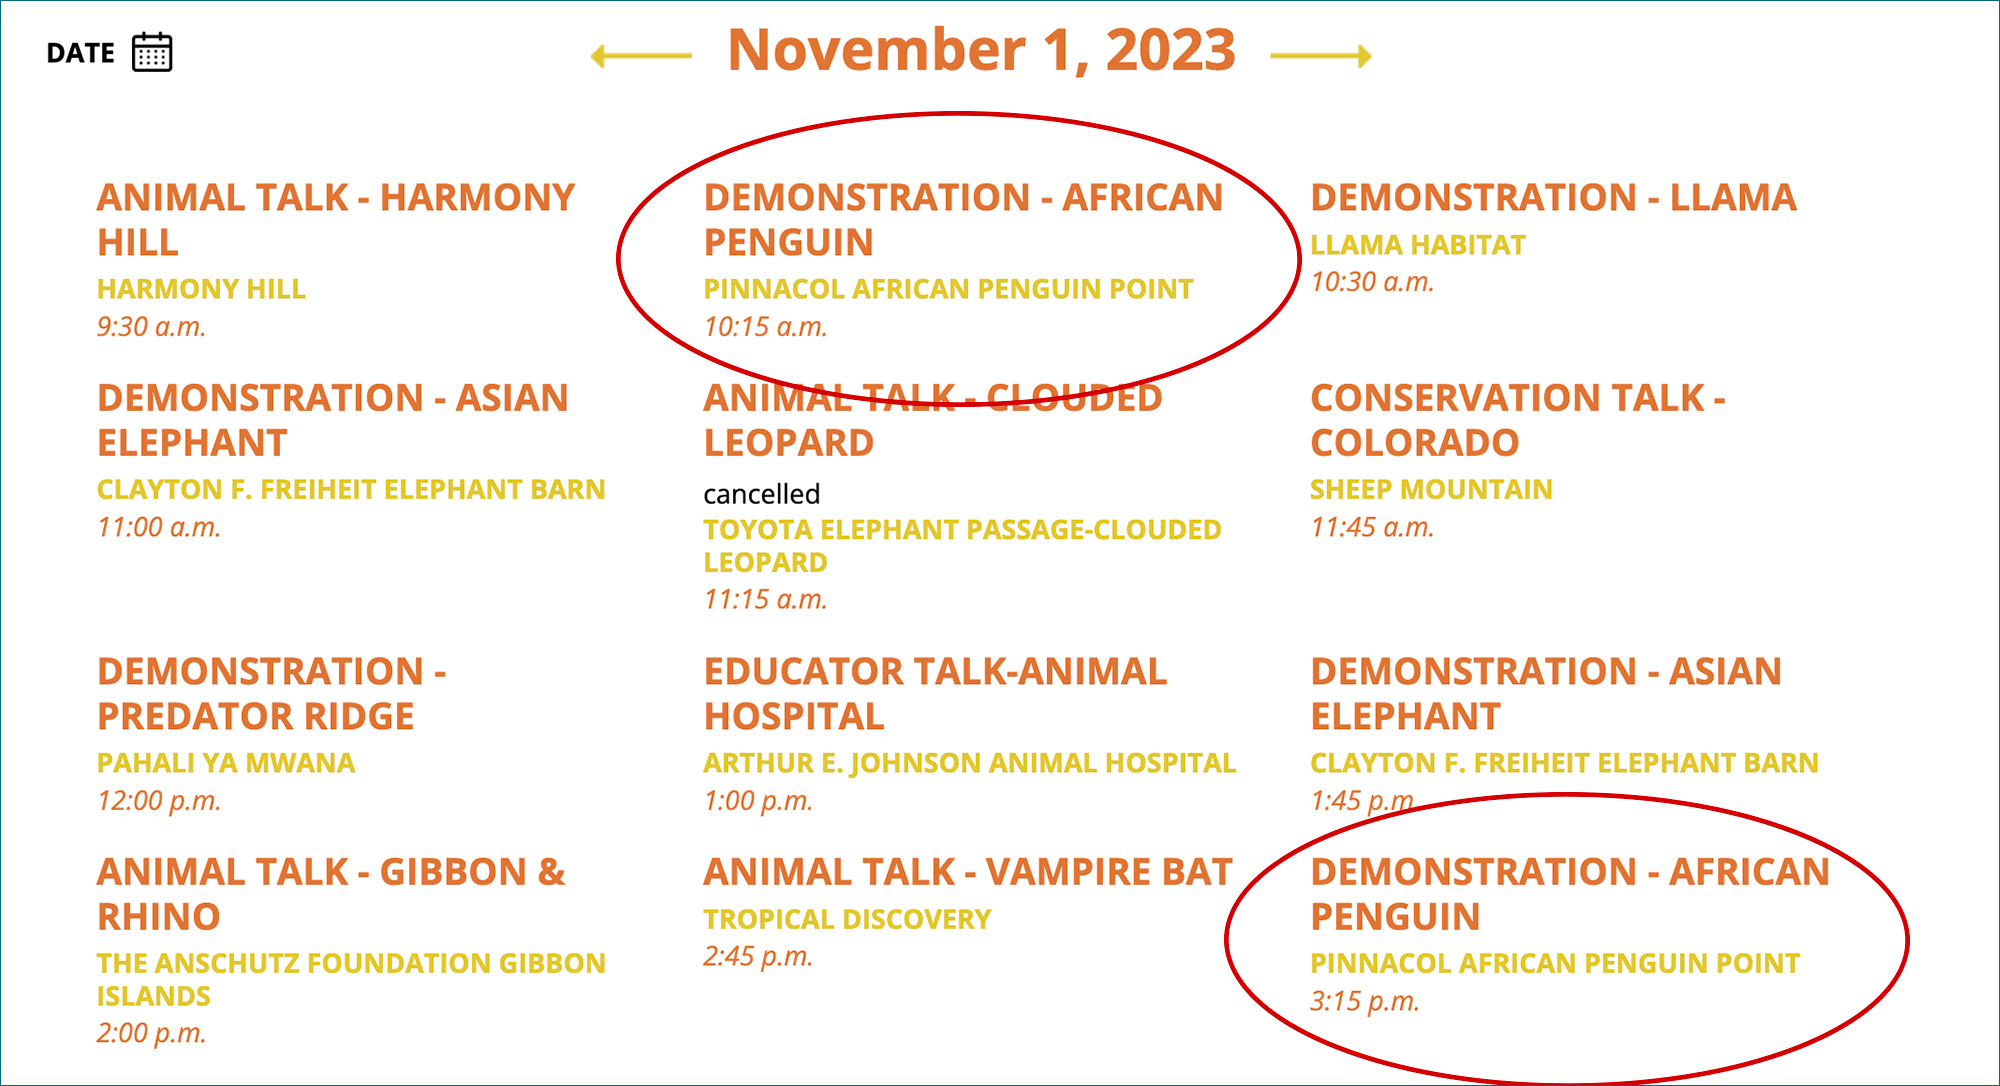 DATE
November 1, 2023
ANIMAL TALK - HARMONY
HILL
HARMONY HILL
9:30 a.m.
DEMONSTRATION - AFRICAN
PENGUIN
PINNACOL AFRICAN PENGUIN POINT
10:15 a.m.
DEMONSTRATION - LLAMA
LLAMA HABITAT
10:30 a.m.
DEMONSTRATION - ASIAN
ELEPHANT
CLAYTON F. FREIHEIT ELEPHANT BARN
11:00 a.m.
ANIMAL TALK - CLOUDED
LEOPARD
cancelled
TOYOTA ELEPHANT PASSAGE-CLOUDED
LEOPARD
11:15 a.m.
CONSERVATION TALK -
COLORADO
SHEEP MOUNTAIN
11:45 a.m.
DEMONSTRATION -
PREDATOR RIDGE
PAHALI YA MWANA
12:00 p.m.
EDUCATOR TALK-ANIMAL
HOSPITAL
ARTHUR E. JOHNSON ANIMAL HOSPITAL
1:00 p.m.
DEMONSTRATION - ASIAN
ELEPHANT
CLAYTON F. FREIHEIT ELEPHANT BARN
1:45 p.m.
ANIMAL TALK - GIBBON &
RHINO
THE ANSCHUTZ FOUNDATION GIBBON
ISLANDS
2:00 p.m.
ANIMAL TALK - VAMPIRE BAT
TROPICAL DISCOVERY
2:45 p.m.
DEMONSTRATION - AFRICAN
PENGUIN
PINNACOL AFRICAN PENGUIN POINT
3:15 p.m.